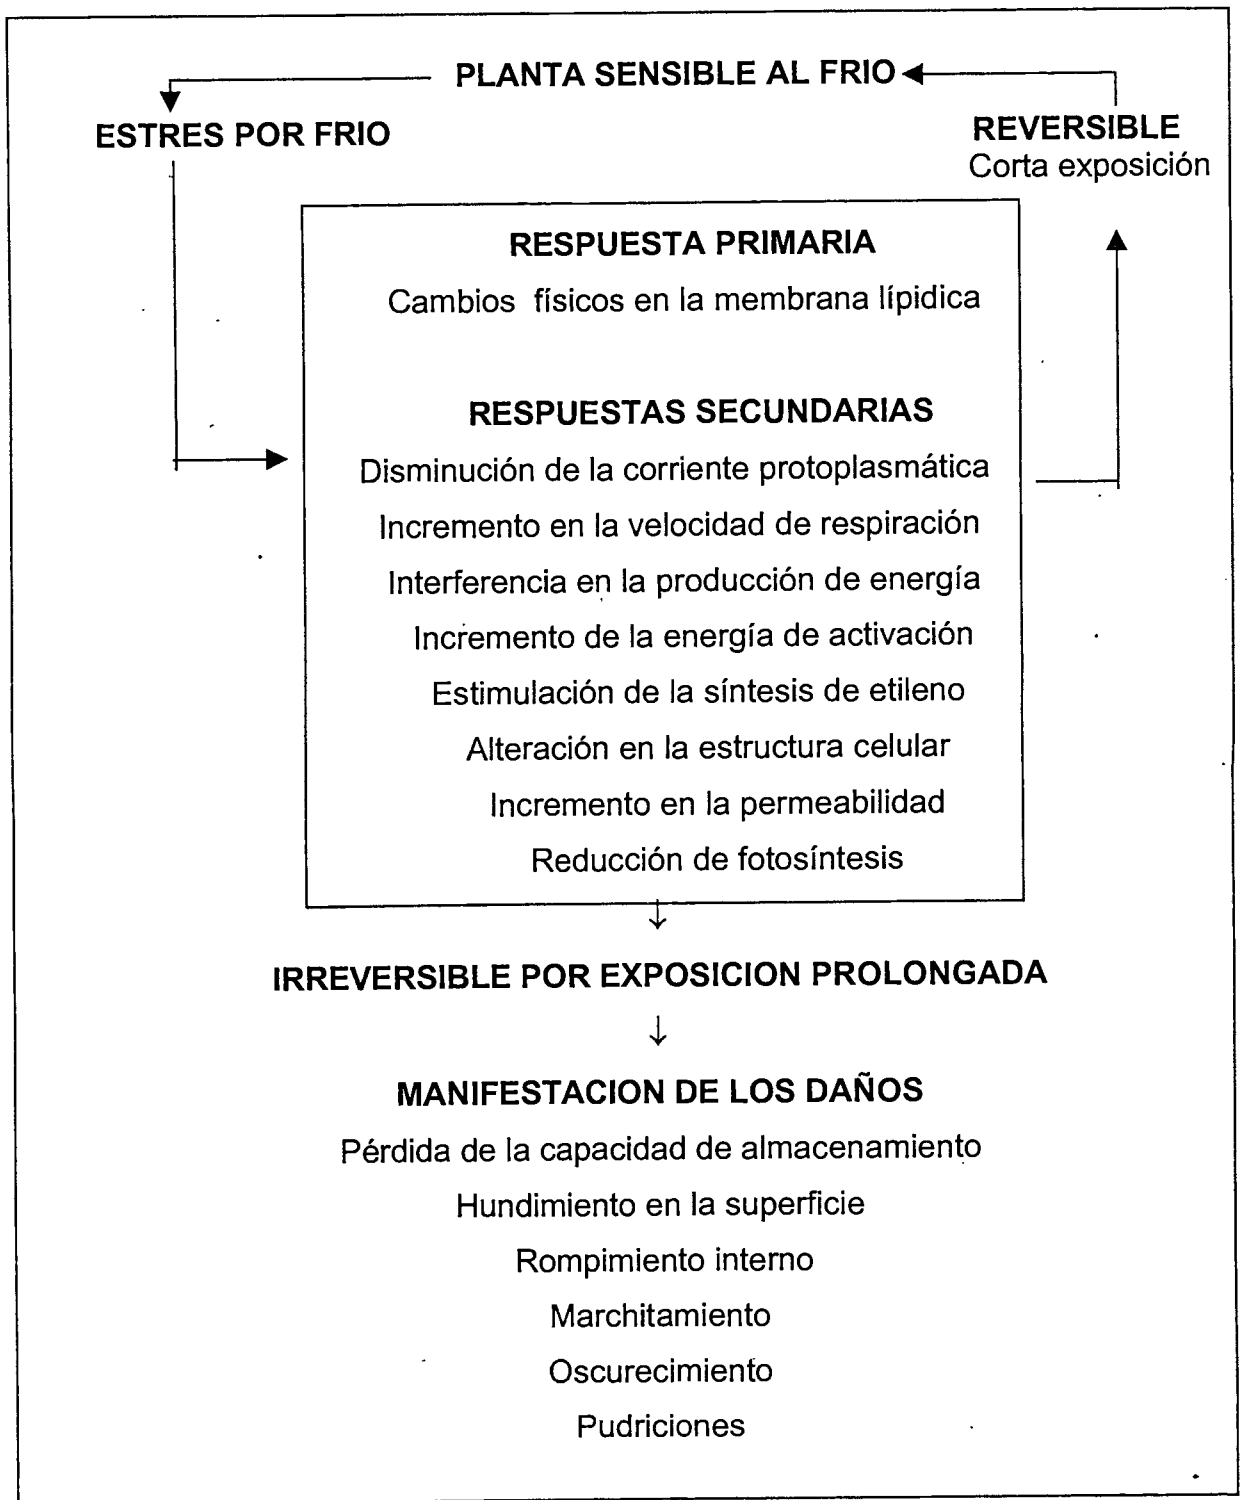 PLANTA SENSIBLE AL FRIO
ESTRES POR FRIO
REVERSIBLE
Corta exposición
RESPUESTA PRIMARIA
Cambios físicos en la membrana lípidica
RESPUESTAS SECUNDARIAS
Disminución de la corriente protoplasmática
Incremento en la velocidad de respiración
Interferencia en la producción de energía
Incremento de la energía de activación
Estimulación de la síntesis de etileno
Alteración en la estructura celular
Incremento en la permeabilidad
Reducción de fotosíntesis
IRREVERSIBLE POR EXPOSICION PROLONGADA
MANIFESTACION DE LOS DAÑOS
Pérdida de la capacidad de almacenamiento
Hundimiento en la superficie
Rompimiento interno
Marchitamiento
Oscurecimiento
Pudriciones